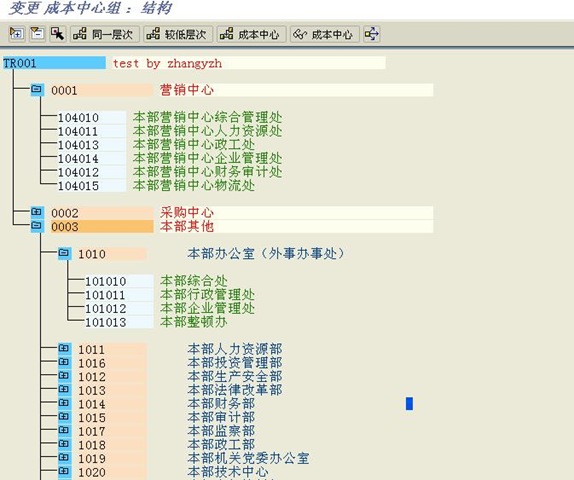 变更 成本中心组 ： 结构
同一层次 较低层次 成本中心 成本中心
TR001 test by zhangyzh
0001 营销中心
104010 本部营销中心综合管理处
104011 本部营销中心人力资源处
104013 本部营销中心政工处
104014 本部营销中心企业管理处
104012 本部营销中心财务审计处
104015 本部营销中心物流处
0002 采购中心
0003 本部其他
1010 本部办公室（外事办事处）
101010 本部综合处
101011 本部行政管理处
101012 本部企业管理处
101013 本部整顿办
1011 本部人力资源部
1016 本部投资管理部
1012 本部生产安全部
1013 本部法律改革部
1014 本部财务部
1015 本部审计部
1017 本部监察部
1018 本部政工部
1019 本部机关党委办公室
1020 本部技术中心